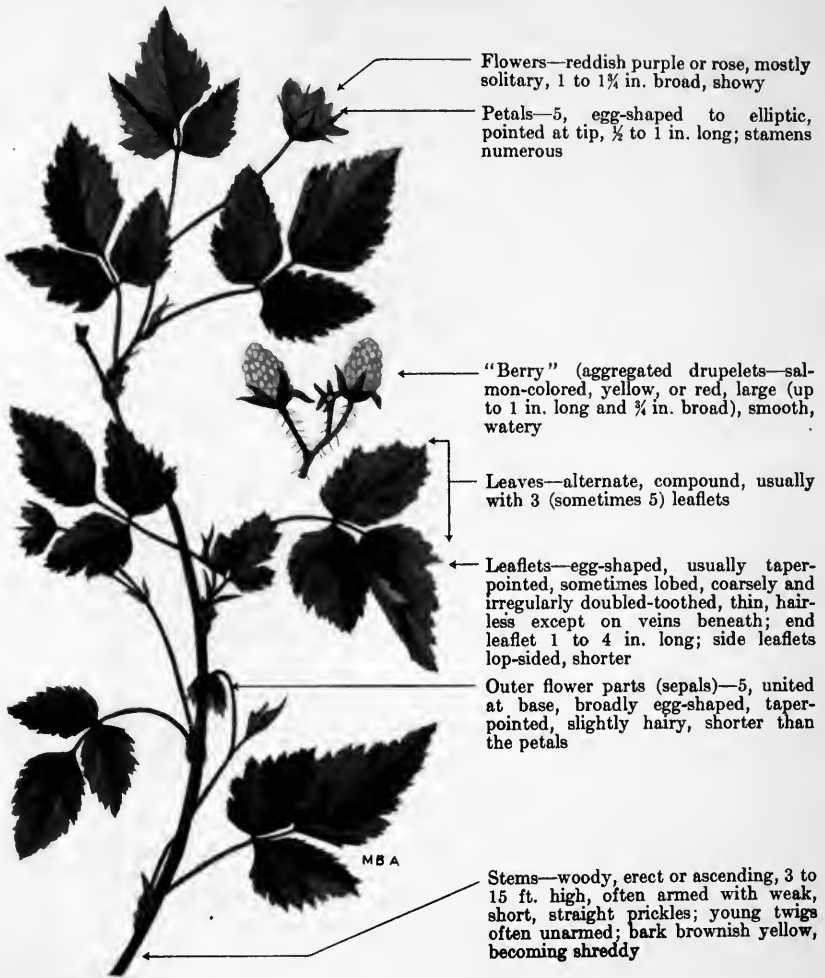 Flowers—reddish purple or rose, mostly
solitary, 1 to 1¾ in. broad, showy
Petals—5, egg-shaped to elliptic,
pointed at tip, ½ to 1 in. long; stamens
numerous
"Berry" (aggregated drupelets—sal-
mon-colored, yellow, or red, large (up
to 1 in. long and ¾ in. broad), smooth,
watery
Leaves—alternate, compound, usually
with 3 (sometimes 5) leaflets
Leaflets—egg-shaped, usually taper-
pointed, sometimes lobed, coarsely and
irregularly doubled-toothed, thin, hair-
less except on veins beneath; end
leaflet 1 to 4 in. long; side leaflets
lop-sided, shorter
Outer flower parts (sepals)—5, united
at base, broadly egg-shaped, taper-
pointed, slightly hairy, shorter than
the petals
MBA
Stems—woody, erect or ascending, 3 to
15 ft. high, often armed with weak,
short, straight prickles; young twigs
often unarmed; bark brownish yellow,
becoming shreddy